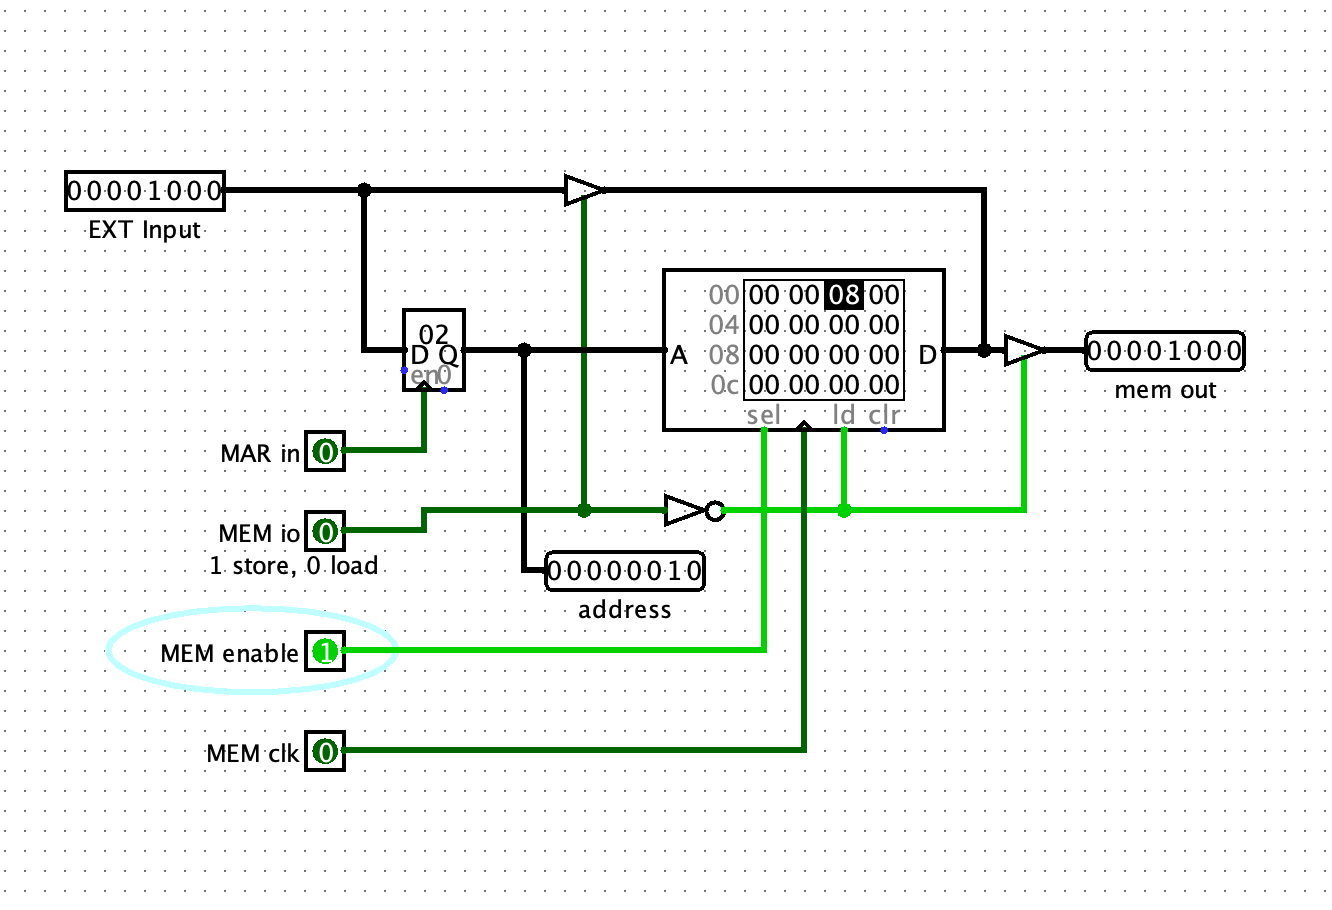 00001000
EXT Input
02
D Q
en 0
A
00 00 00 08 00
04 00 00 00 00
08 00 00 00 00
0c 00 00 00 00
D
sel ld clr
00001000
mem out
MAR in 0
MEM io 0
1 store, 0 load
00000010
address
MEM enable 1
MEM clk 0